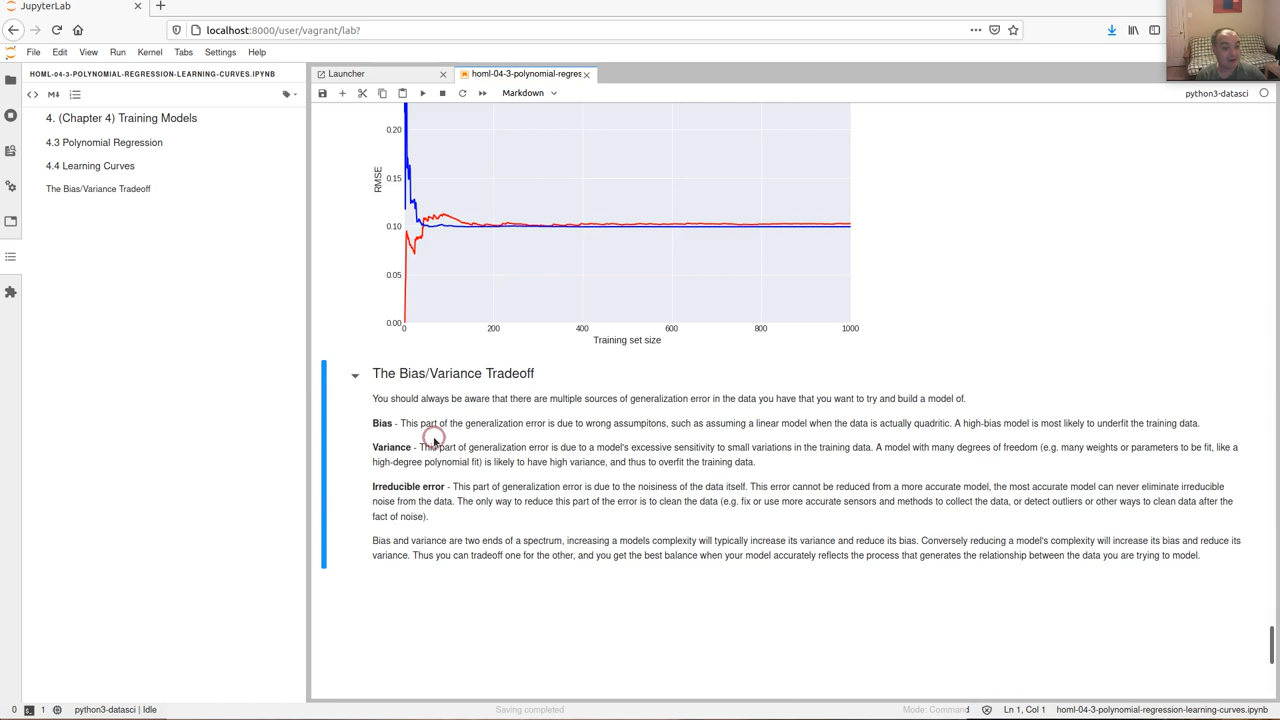 JupyterLab
localhost:8000/user/vagrant/lab?
File Edit View Run Kernel Tabs Settings Help
HOML-04-3-POLYNOMIAL-REGRESSION-LEARNING-CURVES.IPYNB
Launcher
homl-04-3-polynomial-regres
Markdown
python3-datasci
4. (Chapter 4) Training Models
4.3 Polynomial Regression
4.4 Learning Curves
The Bias/Variance Tradeoff
0.20
0.15
0.10
0.05
0.00
RMSE
0 200 400 600 800 1000
Training set size
The Bias/Variance Tradeoff
You should always be aware that there are multiple sources of generalization error in the data you have that you want to try and build a model of.
Bias - This part of the generalization error is due to wrong assumpitons, such as assuming a linear model when the data is actually quadritic. A high-bias model is most likely to underfit the training data.
Variance - This part of generalization error is due to a model's excessive sensitivity to small variations in the training data. A model with many degrees of freedom (e.g. many weights or parameters to be fit, like a
high-degree polynomial fit) is likely to have high variance, and thus to overfit the training data.
Irreducible error - This part of generalization error is due to the noisiness of the data itself. This error cannot be reduced from a more accurate model, the most accurate model can never eliminate irreducible
noise from the data. The only way to reduce this part of the error is to clean the data (e.g. fix or use more accurate sensors and methods to collect the data, or detect outliers or other ways to clean data after the
fact of noise).
Bias and variance are two ends of a spectrum, increasing a models complexity will typically increase its variance and reduce its bias. Conversely reducing a model's complexity will increase its bias and reduce its
variance. Thus you can tradeoff one for the other, and you get the best balance when your model accurately reflects the process that generates the relationship between the data you are trying to model.
0 1 python3-datasci | Idle
Saving completed
Mode: Command
Ln 1, Col 1
homl-04-3-polynomial-regression-learning-curves.ipynb